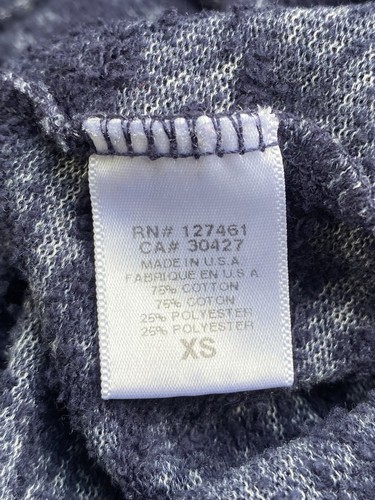 RN# 127461
CA# 30427
MADE IN U.S.A
FABRIQUE EN U S A
75% COTTON
75% COTON
25% POLYESTER
25% POLYESTER
XS